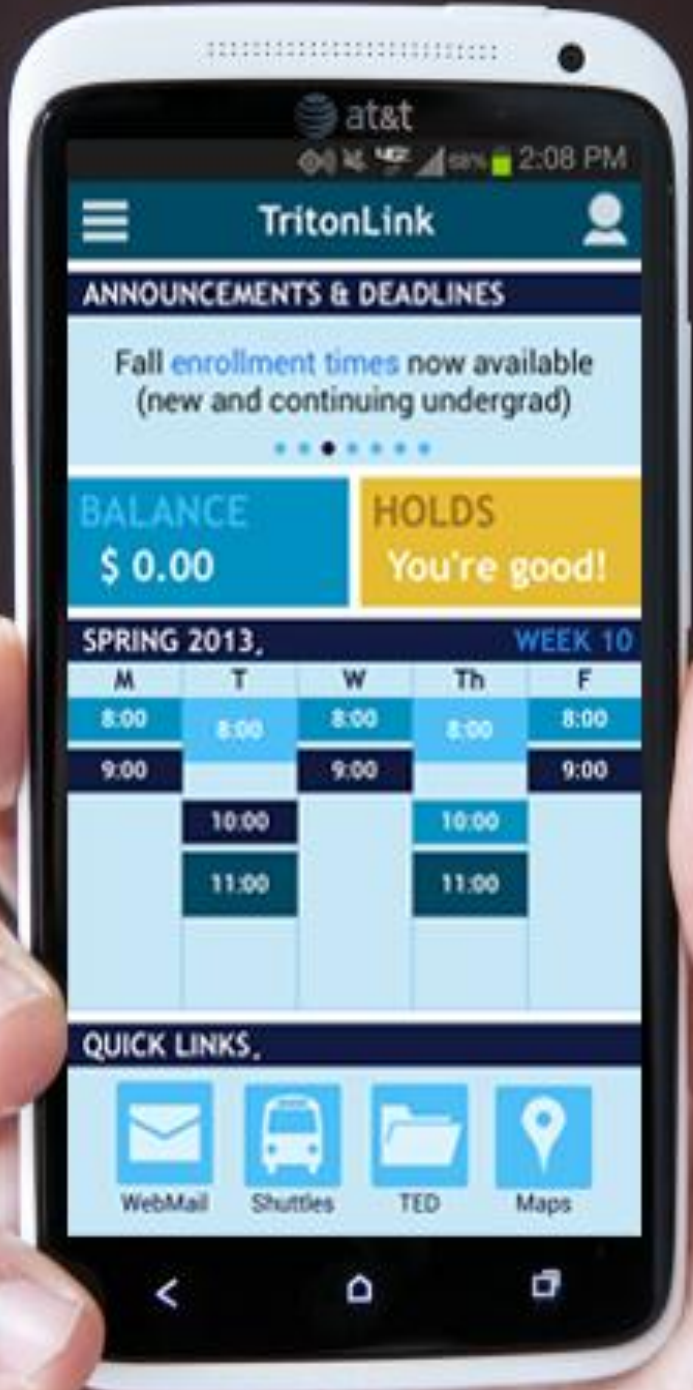 at&t
68% 2:08 PM
TritonLink
ANNOUNCEMENTS & DEADLINES
Fall enrollment times now available
(new and continuing undergrad)
BALANCE HOLDS
$ 0.00 You're good!
SPRING 2013, WEEK 10
M T W Th F
8:00 8:00 8:00 8:00 8:00
9:00 9:00 9:00
10:00 10:00
11:00 11:00
QUICK LINKS,
WebMail Shuttles TED Maps